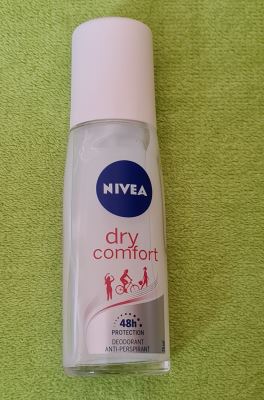 NIVEA
dry
comfort
48h
PROTECTION
DEODORANT
ANTI-PERSPIRANT